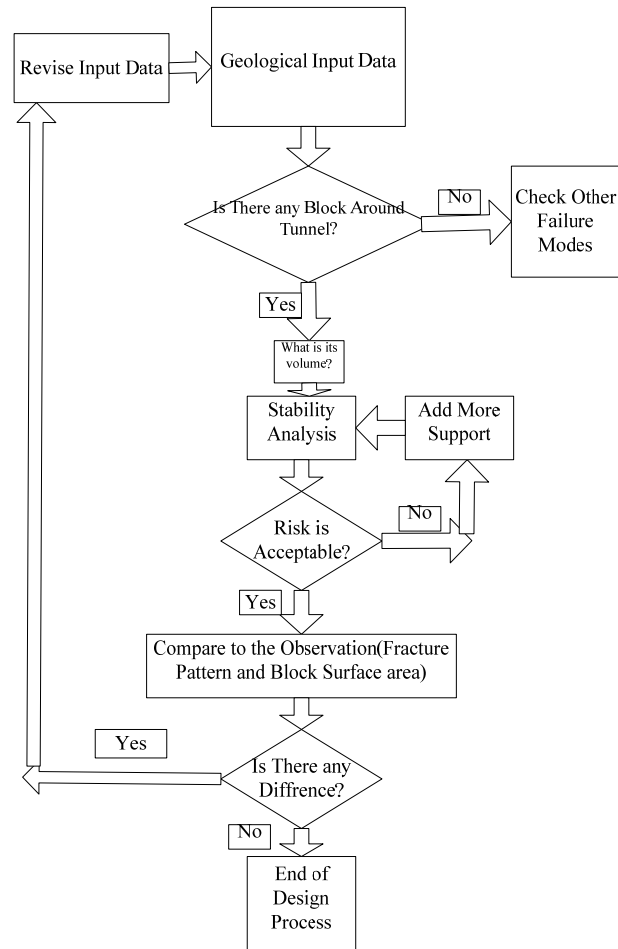 Revise Input Data
Geological Input Data
Is There any Block Around
Tunnel?
No
Check Other
Failure
Modes
Yes
What is its
volume?
Stability
Analysis
Add More
Support
No
Risk is
Acceptable?
Yes
Compare to the Observation(Fracture
Pattern and Block Surface area)
Yes
Is There any
Diffrence?
No
End of
Design
Process